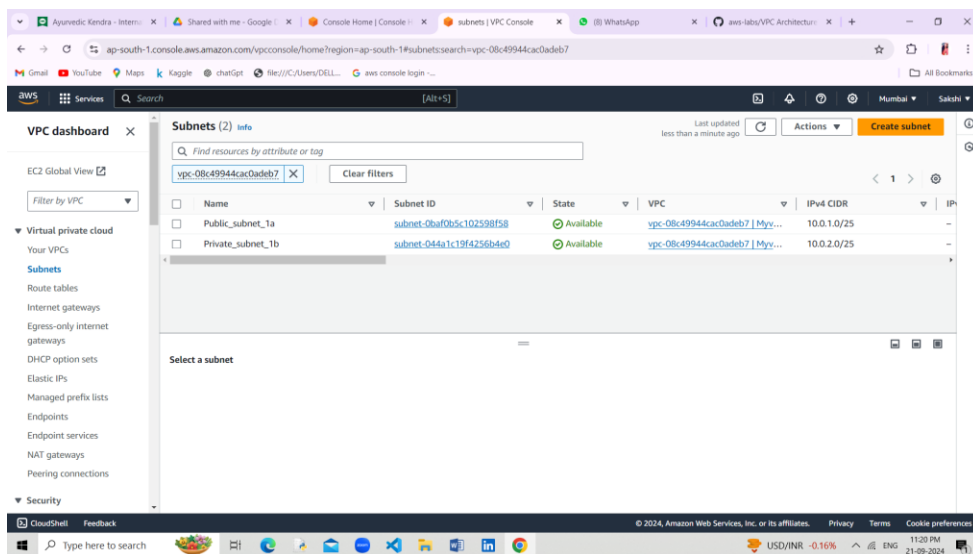 Ayurvedic Kendra - Interna
Shared with me - Google D
Console Home | Console H
subnets | VPC Console
(8) WhatsApp
aws-labs/VPC Architecture
ap-south-1.console.aws.amazon.com/vpcconsole/home?region=ap-south-1#subnets:search=vpc-08c49944cac0adeb7
Gmail YouTube Maps Kaggle chatGpt file:///C:/Users/DELL... aws console login -... All Bookmarks
aws Services Search [Alt+S] Mumbai Sakshi
VPC dashboard
EC2 Global View
Filter by VPC
Virtual private cloud
Your VPCs
Subnets
Route tables
Internet gateways
Egress-only internet
gateways
DHCP option sets
Elastic IPs
Managed prefix lists
Endpoints
Endpoint services
NAT gateways
Peering connections
Security
Subnets (2) Info
Last updated
less than a minute ago
Actions
Create subnet
Find resources by attribute or tag
vpc-08c49944cac0adeb7
Clear filters
1
Name Subnet ID State VPC IPv4 CIDR IP
Public_subnet_1a subnet-0baf0b5c102598f58 Available vpc-08c49944cac0adeb7 | Myv... 10.0.1.0/25 –
Private_subnet_1b subnet-044a1c19f4256b4e0 Available vpc-08c49944cac0adeb7 | Myv... 10.0.2.0/25 –
Select a subnet
CloudShell Feedback © 2024, Amazon Web Services, Inc. or its affiliates. Privacy Terms Cookie preferences
Type here to search USD/INR -0.16% ENG 11:20 PM
21-09-2024